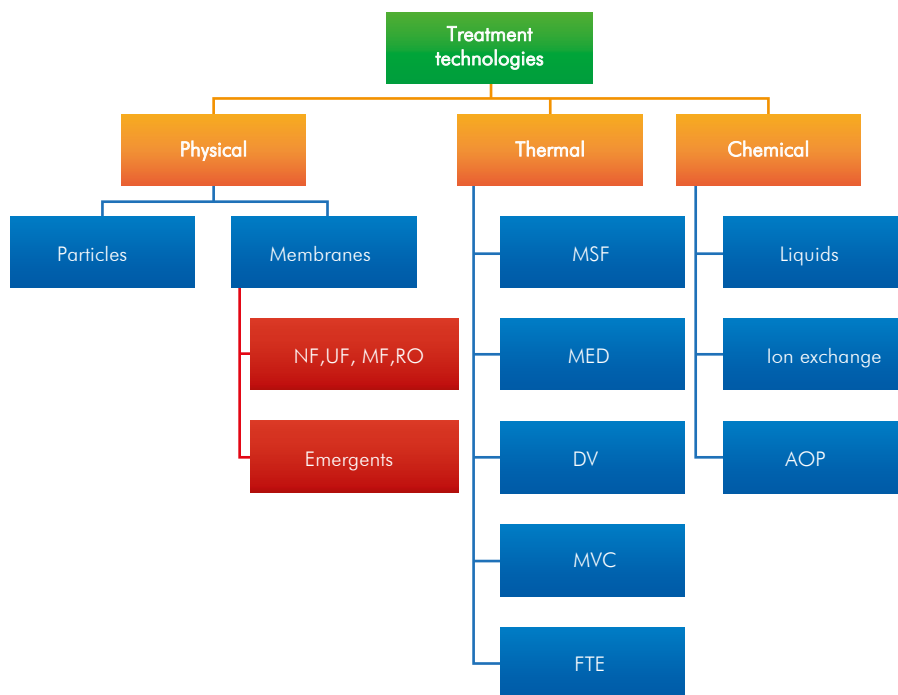 Treatment
technologies
Physical
Thermal
Chemical
Particles
Membranes
MSF
Liquids
NF,UF, MF,RO
MED
Ion exchange
Emergents
DV
AOP
MVC
FTE